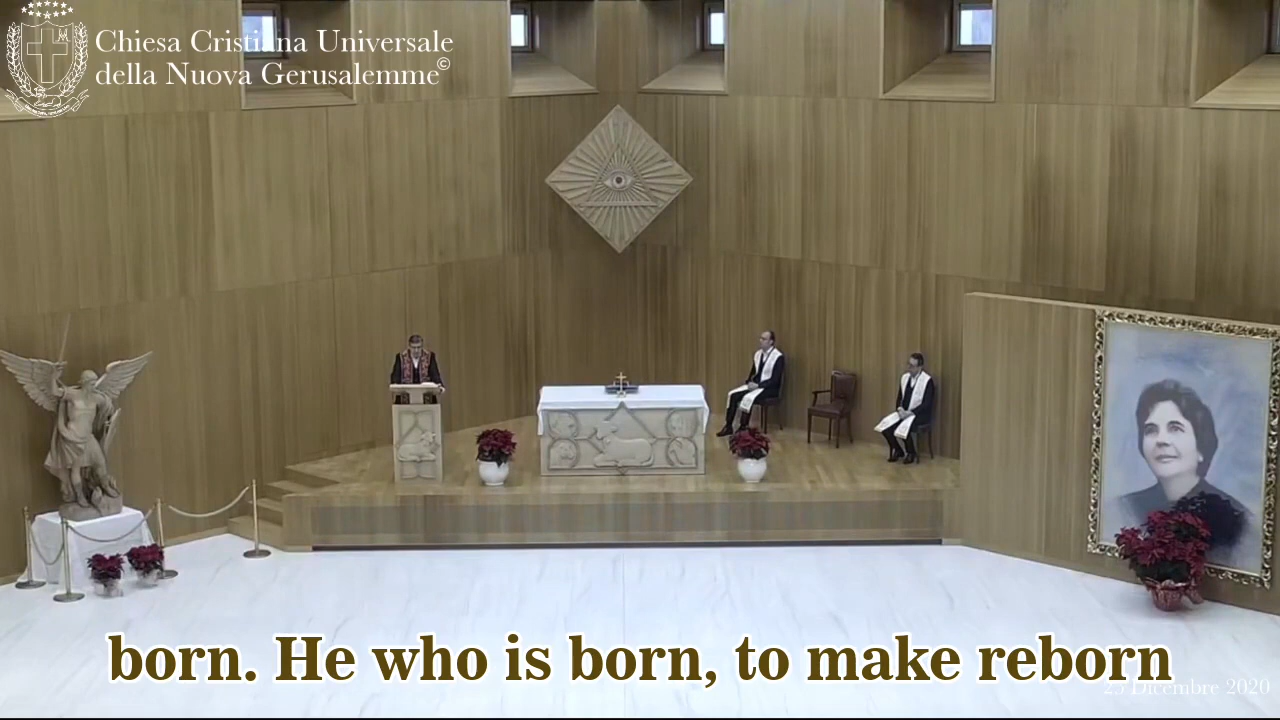 Chiesa Cristiana Universale
della Nuova Gerusalemme©
born. He who is born, to make reborn
25 Dicembre 2020